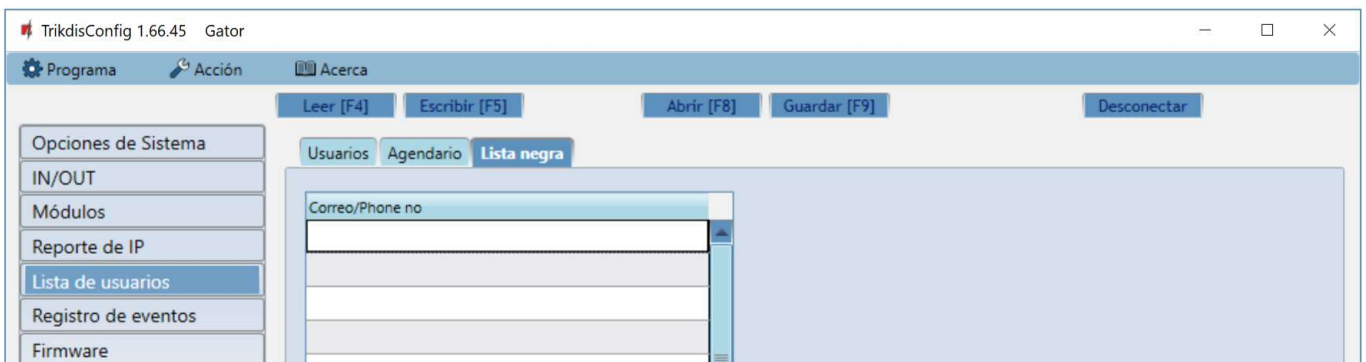 TrikdisConfig 1.66.45 Gator
Programa Acción Acerca
Leer [F4] Escribir [F5] Abrir [F8] Guardar [F9] Desconectar
Opciones de Sistema
IN/OUT
Módulos
Reporte de IP
Lista de usuarios
Registro de eventos
Firmware
Usuarios Agendario Lista negra
Correo/Phone no